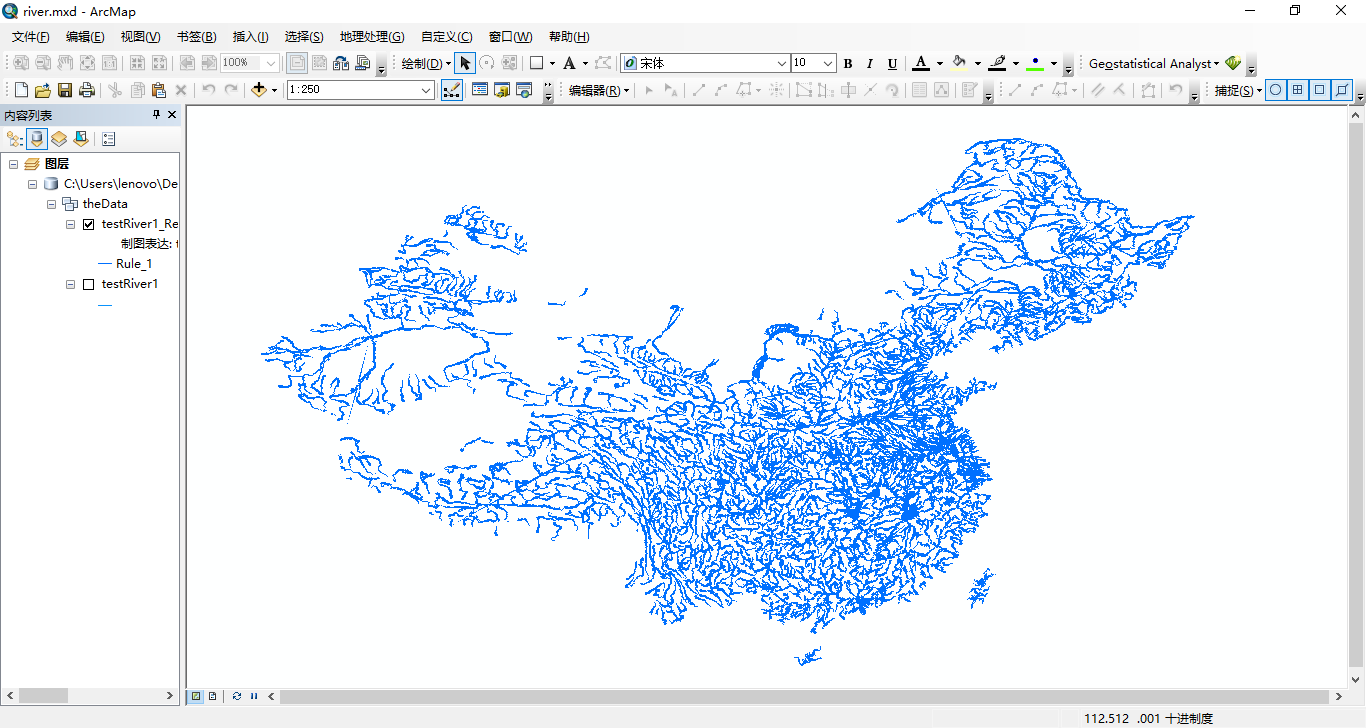 river.mxd - ArcMap
文件(F) 编辑(E) 视图(V) 书签(B) 插入(I) 选择(S) 地理处理(G) 自定义(C) 窗口(W) 帮助(H)
100% 绘制(D) 宋体 10 B I U A Geostatistical Analyst
1:250 编辑器(R) 捕捉(S)
内容列表
图层
C:\Users\lenovo\De
theData
testRiver1_Re
制图表达: t
Rule_1
testRiver1
112.512 .001 十进制度